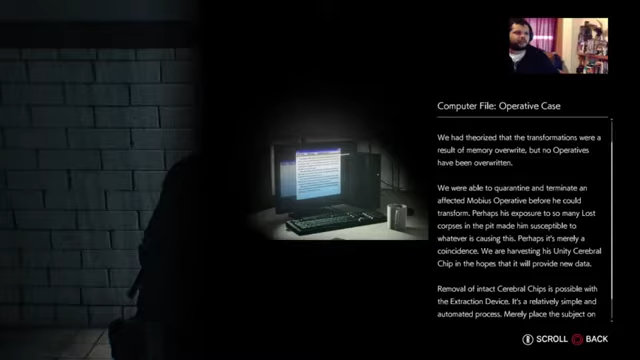 Computer File: Operative Case
We had theorized that the transformations were a
result of memory overwrite, but no Operatives
have been overwritten.
We were able to quarantine and terminate an
affected Mobius Operative before he could
transform. Perhaps his exposure to so many Lost
corpses in the pit made him susceptible to
whatever is causing this. Perhaps it's merely a
coincidence. We are harvesting his Unity Cerebral
Chip in the hopes that it will provide new data.
Removal of intact Cerebral Chips is possible with
the Extraction Device. It's a relatively simple and
automated process. Merely place the subject on
SCROLL BACK